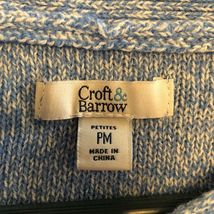 Croft &
Barrow
PETITES
PM
MADE IN
CHINA